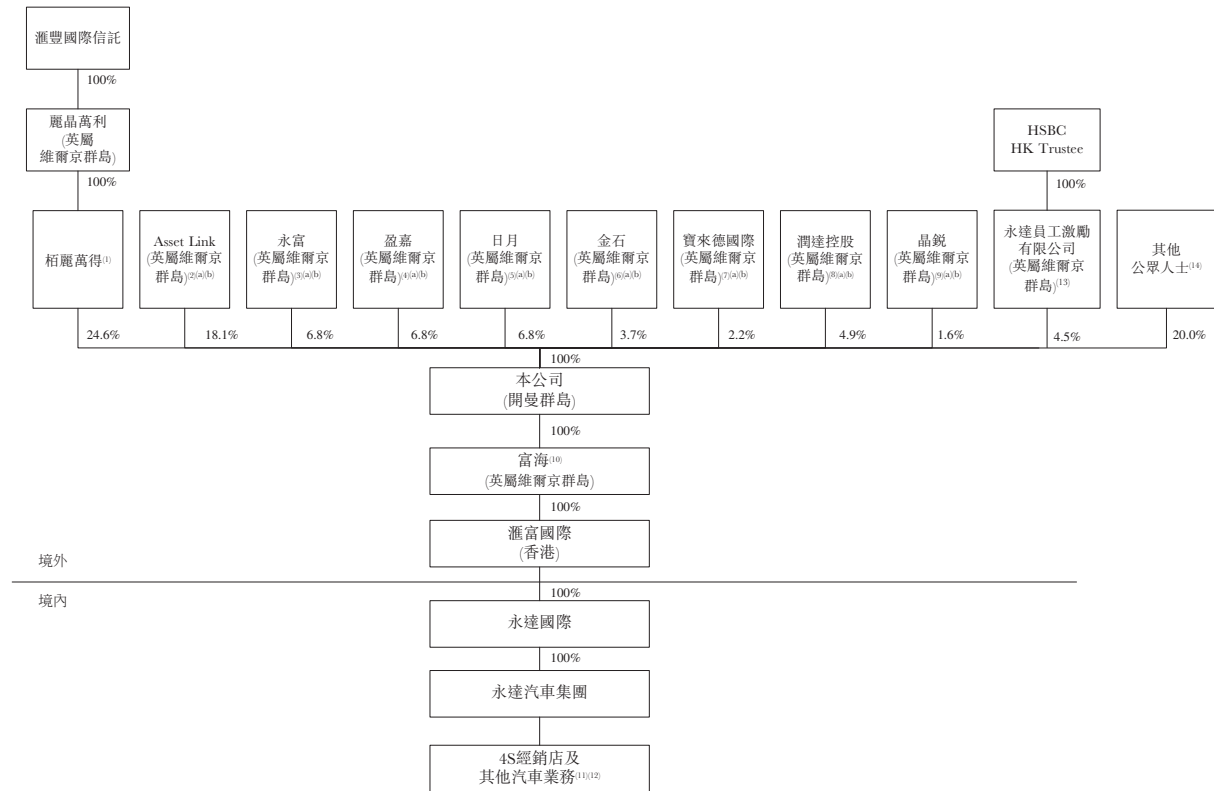 滙豐國際信託
100%
麗晶萬利
(英屬
維爾京群島)
HSBC
HK Trustee
100%
100%
栢麗萬得(1)
Asset Link
(英屬維爾京
群島)(2)(a)(b)
永富
(英屬維爾京
群島)(3)(a)(b)
盈嘉
(英屬維爾京
群島)(4)(a)(b)
日月
(英屬維爾京
群島)(5)(a)(b)
金石
(英屬維爾京
群島)(6)(a)(b)
寶來德國際
(英屬維爾京
群島)(7)(a)(b)
潤達控股
(英屬維爾京
群島)(8)(a)(b)
晶銳
(英屬維爾京
群島)(9)(a)(b)
永達員工激勵
有限公司
(英屬維爾京
群島)(13)
其他
公眾人士(14)
24.6%
18.1%
6.8%
6.8%
6.8%
3.7%
2.2%
4.9%
1.6%
4.5%
20.0%
100%
本公司
(開曼群島)
100%
富海(10)
(英屬維爾京群島)
100%
滙富國際
(香港)
境外
境內
100%
永達國際
100%
永達汽車集團
4S經銷店及
其他汽車業務(11)(12)